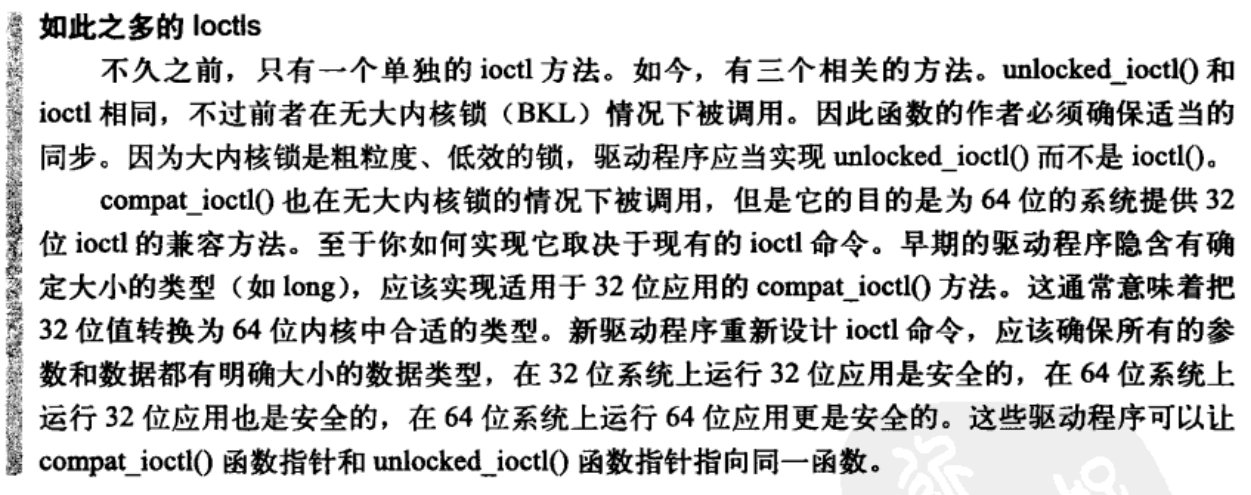 如此之多的 Ioctls
不久之前，只有一个单独的 ioctl 方法。如今，有三个相关的方法。unlocked_ioctl() 和
ioctl 相同，不过前者在无大内核锁（BKL）情况下被调用。因此函数的作者必须确保适当的
同步。因为大内核锁是粗粒度、低效的锁，驱动程序应当实现 unlocked_ioctl() 而不是 ioctl()。
compat_ioctl() 也在无大内核锁的情况下被调用，但是它的目的是为 64 位的系统提供 32
位 ioctl 的兼容方法。至于你如何实现它取决于现有的 ioctl 命令。早期的驱动程序隐含有确
定大小的类型（如 long），应该实现适用于 32 位应用的 compat_ioctl() 方法。这通常意味着把
32 位值转换为 64 位内核中合适的类型。新驱动程序重新设计 ioctl 命令，应该确保所有的参
数和数据都有明确大小的数据类型，在 32 位系统上运行 32 位应用是安全的，在 64 位系统上
运行 32 位应用也是安全的，在 64 位系统上运行 64 位应用更是安全的。这些驱动程序可以让
compat_ioctl() 函数指针和 unlocked_ioctl() 函数指针指向同一函数。